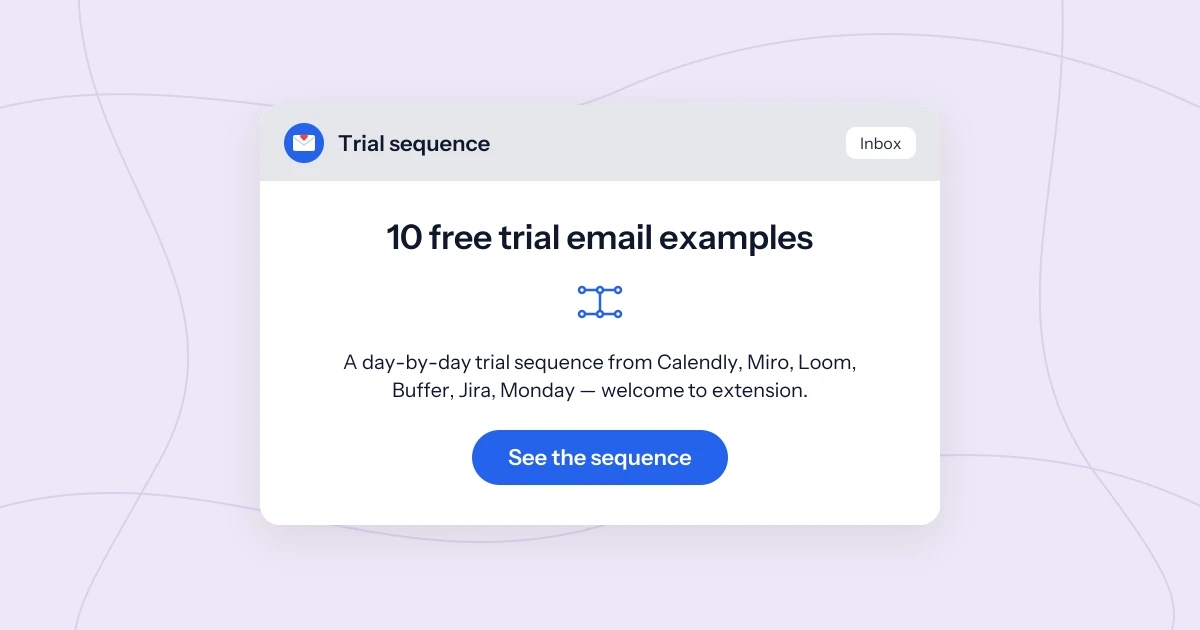 Trial sequence
Inbox
10 free trial email examples
A day-by-day trial sequence from Calendly, Miro, Loom,
Buffer, Jira, Monday — welcome to extension.
See the sequence